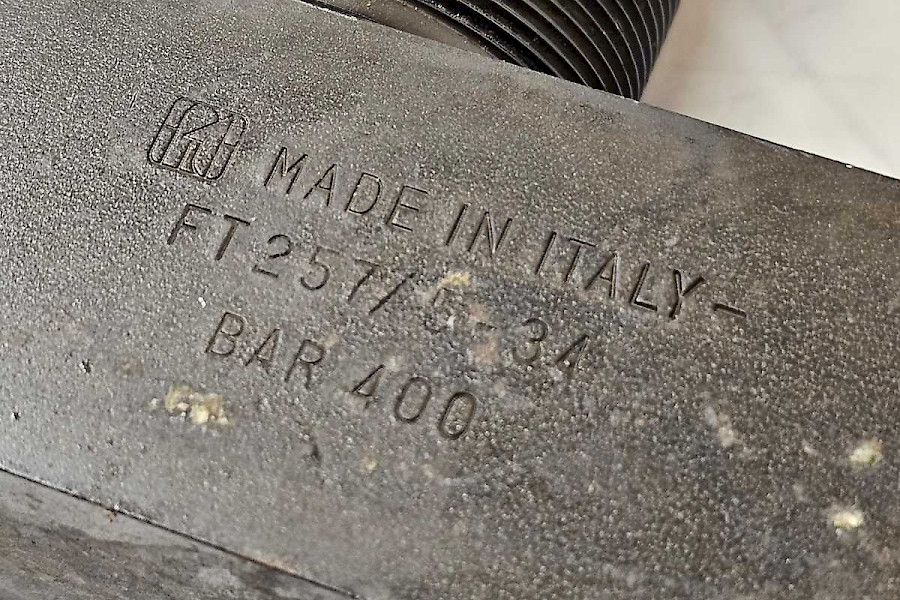 MADE IN ITALY-
FT257/5-34
BAR 400